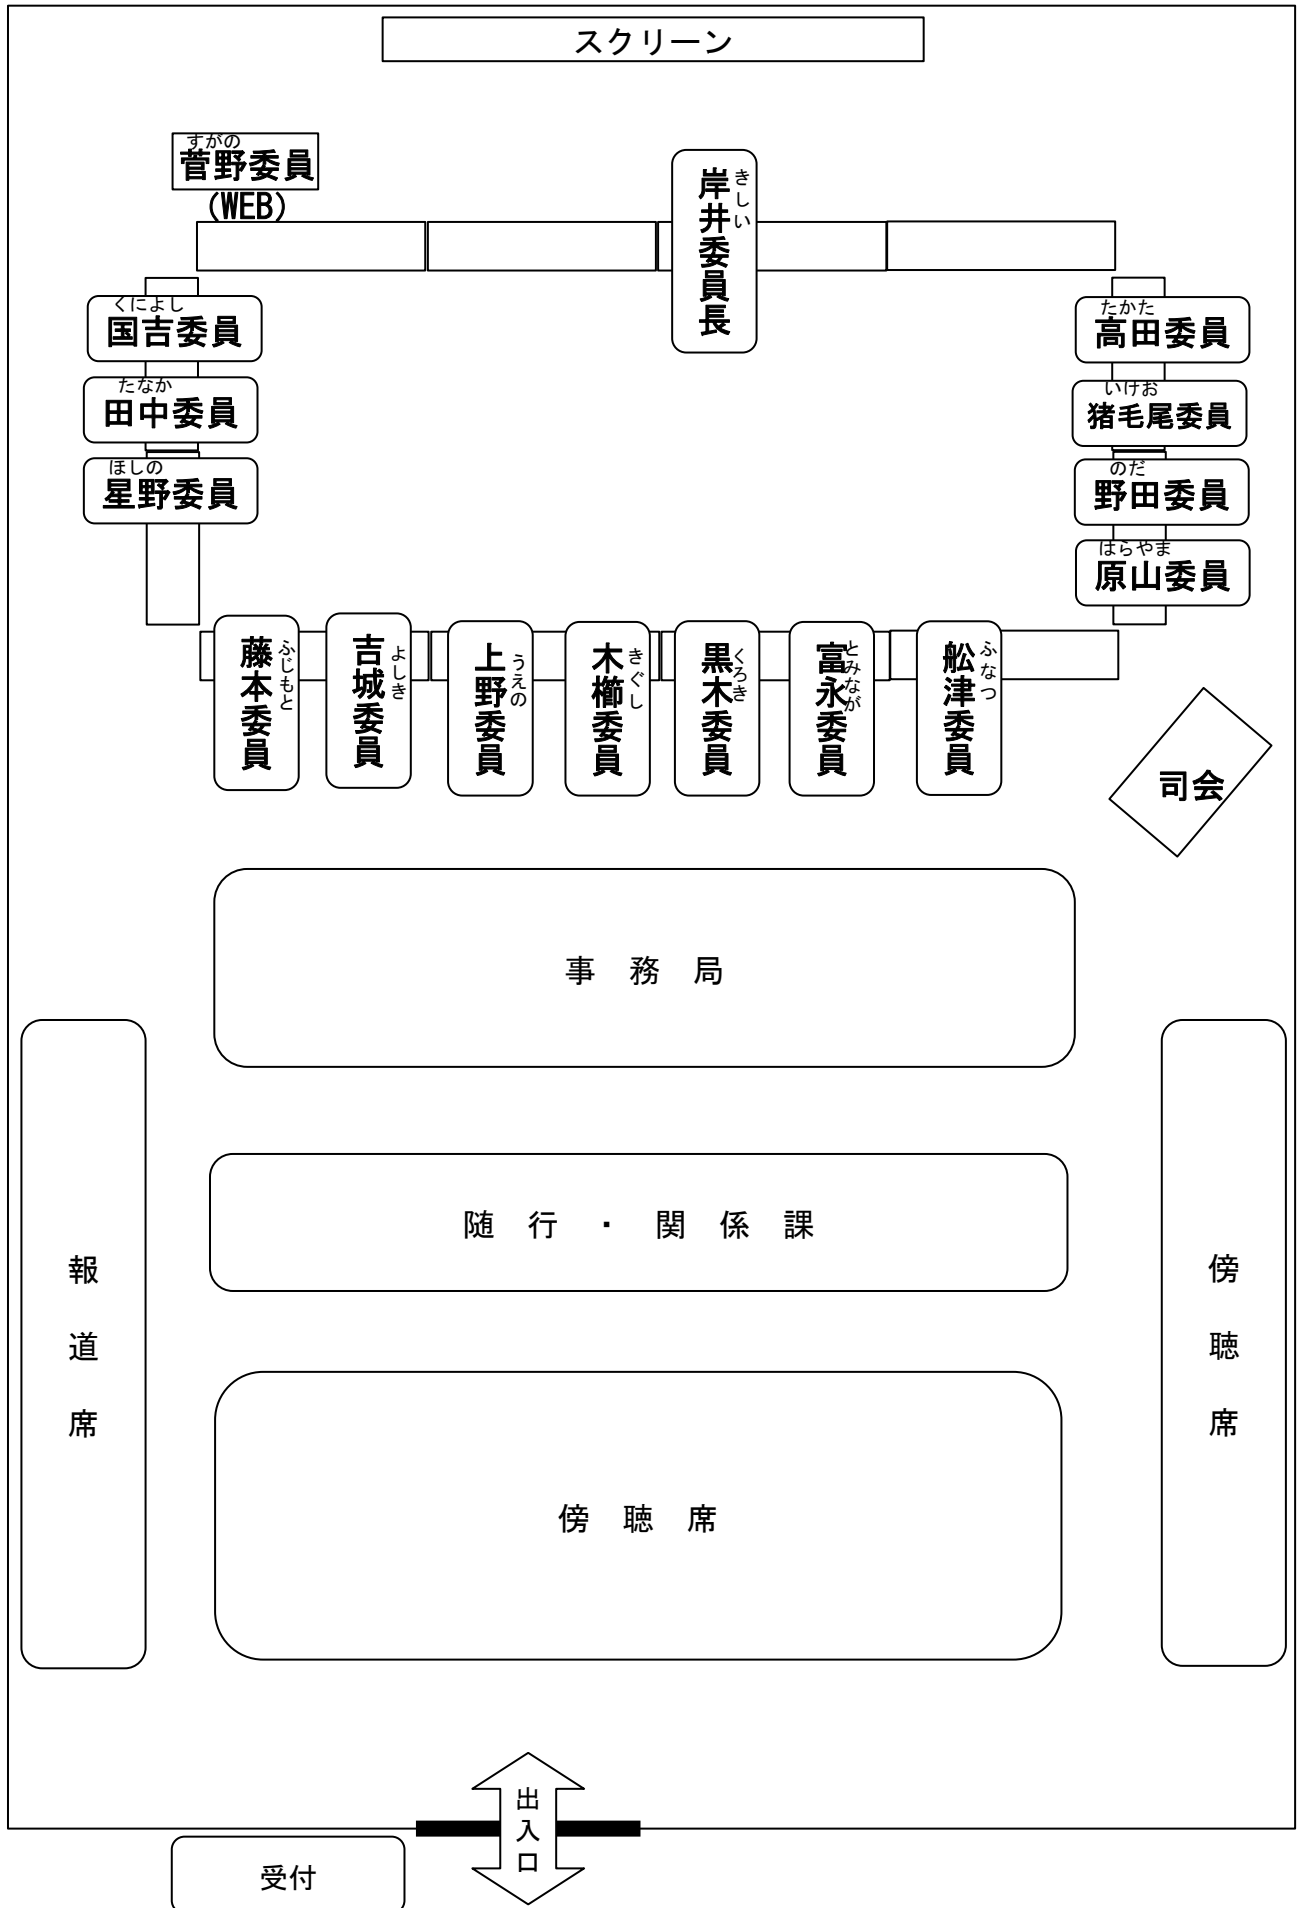 スクリーン
すがの
菅野委員
(WEB)
きしい
岸井委員長
くによし
国吉委員
たなか
田中委員
ほしの
星野委員
たかた
高田委員
いけお
猪毛尾委員
のだ
野田委員
はらやま
原山委員
ふじもと
藤本委員
よしき
吉城委員
うえの
上野委員
きぐし
木櫛委員
くろき
黒木委員
とみなが
富永委員
ふなつ
舩津委員
司会
事 務 局
随 行 ・ 関 係 課
報 道 席
傍 聴 席
傍 聴 席
出入口
受付